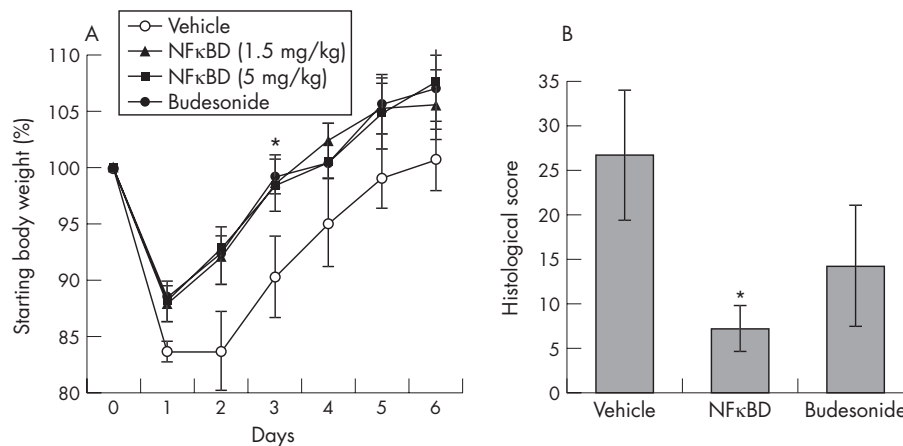 A
Vehicle
NFκBD (1.5 mg/kg)
NFκBD (5 mg/kg)
Budesonide
110
105
100
95
90
85
80
*
Starting body weight (%)
0 1 2 3 4 5 6
Days
B
35
30
25
20
15
10
5
0
*
Histological score
Vehicle NFκBD Budesonide